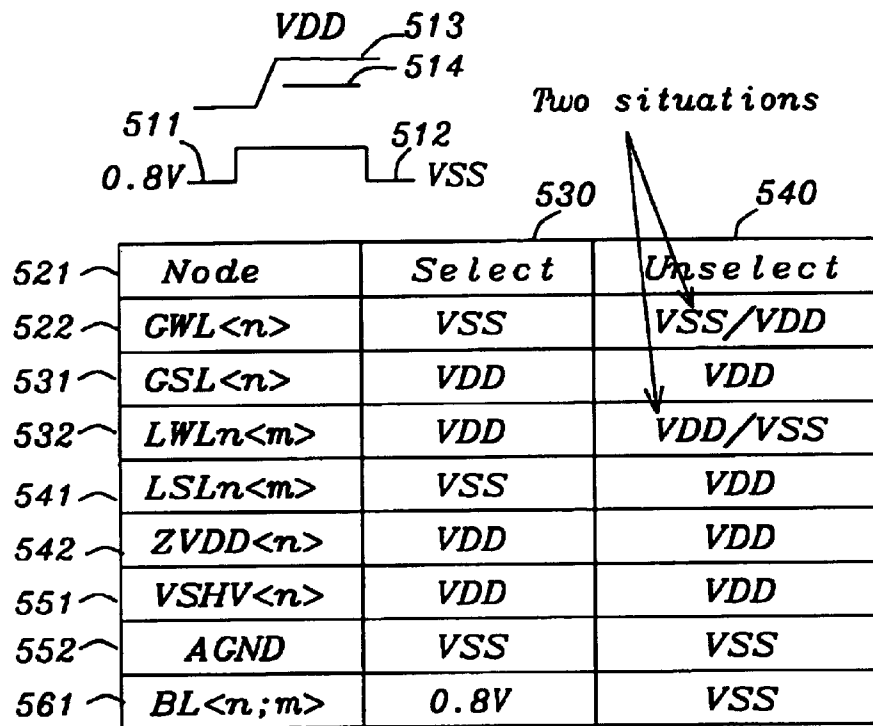 VDD 513
514
Two situations
511 512
0.8V VSS
530 540
521 Node Select Unselect
522 GWL<n> VSS VSS/VDD
531 GSL<n> VDD VDD
532 LWLn<m> VDD VDD/VSS
541 LSLn<m> VSS VDD
542 ZVDD<n> VDD VDD
551 VSHV<n> VDD VDD
552 AGND VSS VSS
561 BL<n;m> 0.8V VSS